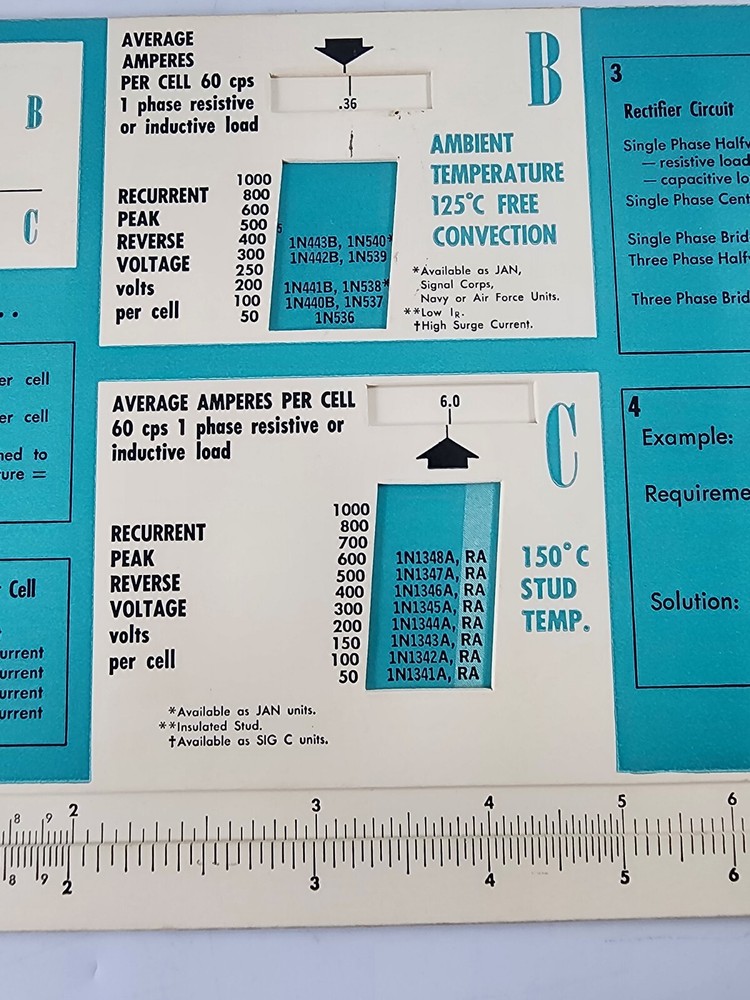 B
C
. .
er cell
er cell
ned to
ture =
Cell
urrent
urrent
urrent
urrent
AVERAGE
AMPERES
PER CELL 60 cps
1 phase resistive
or inductive load
.36
B
AMBIENT
TEMPERATURE
125°C FREE
CONVECTION
RECURRENT
PEAK
REVERSE
VOLTAGE
volts
per cell
1000
800
600
500
400 1N443B, 1N540*
300 1N442B, 1N539
250
200 1N441B, 1N538*
100 1N440B, 1N537
50 1N536
*Available as JAN,
Signal Corps,
Navy or Air Force Units.
**Low IR.
†High Surge Current.
AVERAGE AMPERES PER CELL
60 cps 1 phase resistive or
inductive load
6.0
C
150°C
STUD
TEMP.
RECURRENT
PEAK
REVERSE
VOLTAGE
volts
per cell
1000
800
700
600 1N1348A, RA
500 1N1347A, RA
400 1N1346A, RA
300 1N1345A, RA
200 1N1344A, RA
150 1N1343A, RA
100 1N1342A, RA
50 1N1341A, RA
*Available as JAN units.
**Insulated Stud.
†Available as SIG C units.
3
Rectifier Circuit
Single Phase Halfw
— resistive load
— capacitive lo
Single Phase Cent
Single Phase Brid
Three Phase Half
Three Phase Brid
4
Example:
Requireme
Solution:
8 9 2 3 4 5 6
8 9 2 3 4 5 6